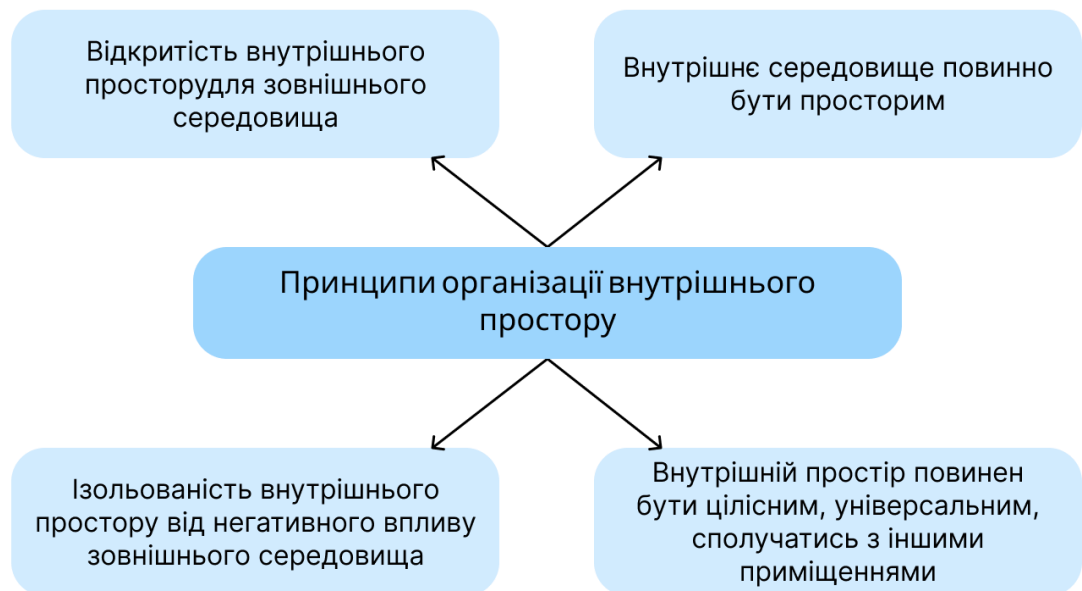 Відкритість внутрішнього
просторудля зовнішнього
середовища
Внутрішнє середовище повинно
бути просторим
Принципи організації внутрішнього
простору
Ізольованість внутрішнього
простору від негативного впливу
зовнішнього середовища
Внутрішній простір повинен
бути цілісним, універсальним,
сполучатись з іншими
приміщеннями